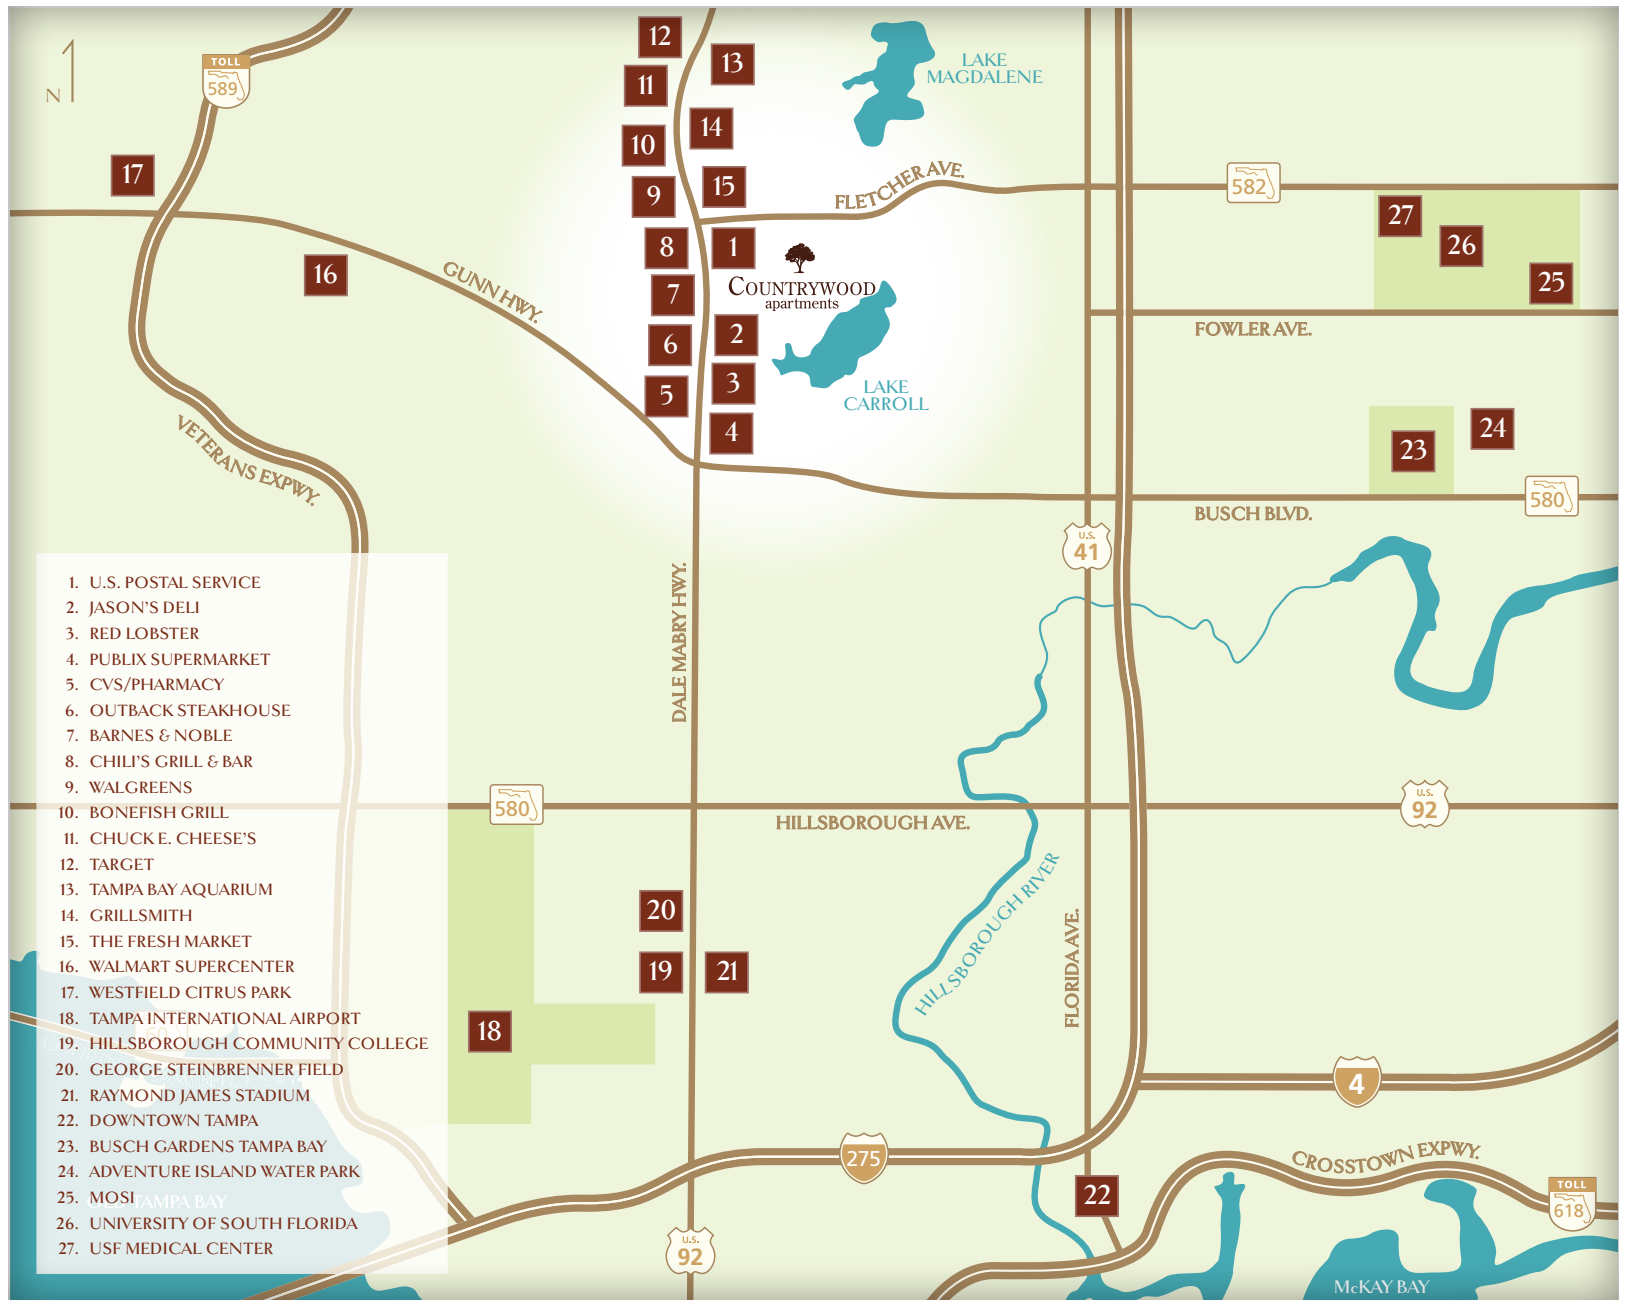 12
13
LAKE
MAGDALENE
TOLL
589
11
N
14
10
17
15
FLETCHER AVE.
582
9
27
8
1
26
16
GUNN HWY.
COUNTRYWOOD
apartments
7
25
2
FOWLER AVE.
6
3
LAKE
CARROLL
5
4
24
23
VETERANS EXPWY.
580
BUSCH BLVD.
U.S.
41
DALE MABRY HWY.
1. U.S. POSTAL SERVICE
2. JASON'S DELI
3. RED LOBSTER
4. PUBLIX SUPERMARKET
5. CVS/PHARMACY
6. OUTBACK STEAKHOUSE
7. BARNES & NOBLE
8. CHILI'S GRILL & BAR
9. WALGREENS
10. BONEFISH GRILL
11. CHUCK E. CHEESE'S
12. TARGET
13. TAMPA BAY AQUARIUM
14. GRILLSMITH
15. THE FRESH MARKET
16. WALMART SUPERCENTER
17. WESTFIELD CITRUS PARK
18. TAMPA INTERNATIONAL AIRPORT
19. HILLSBOROUGH COMMUNITY COLLEGE
20. GEORGE STEINBRENNER FIELD
21. RAYMOND JAMES STADIUM
22. DOWNTOWN TAMPA
23. BUSCH GARDENS TAMPA BAY
24. ADVENTURE ISLAND WATER PARK
25. MOSI
26. UNIVERSITY OF SOUTH FLORIDA
27. USF MEDICAL CENTER
60
OLD TAMPA BAY
580
HILLSBOROUGH AVE.
U.S.
92
HILLSBOROUGH RIVER
20
FLORIDA AVE.
19
21
18
4
275
CROSSTOWN EXPWY.
22
TOLL
618
U.S.
92
McKAY BAY